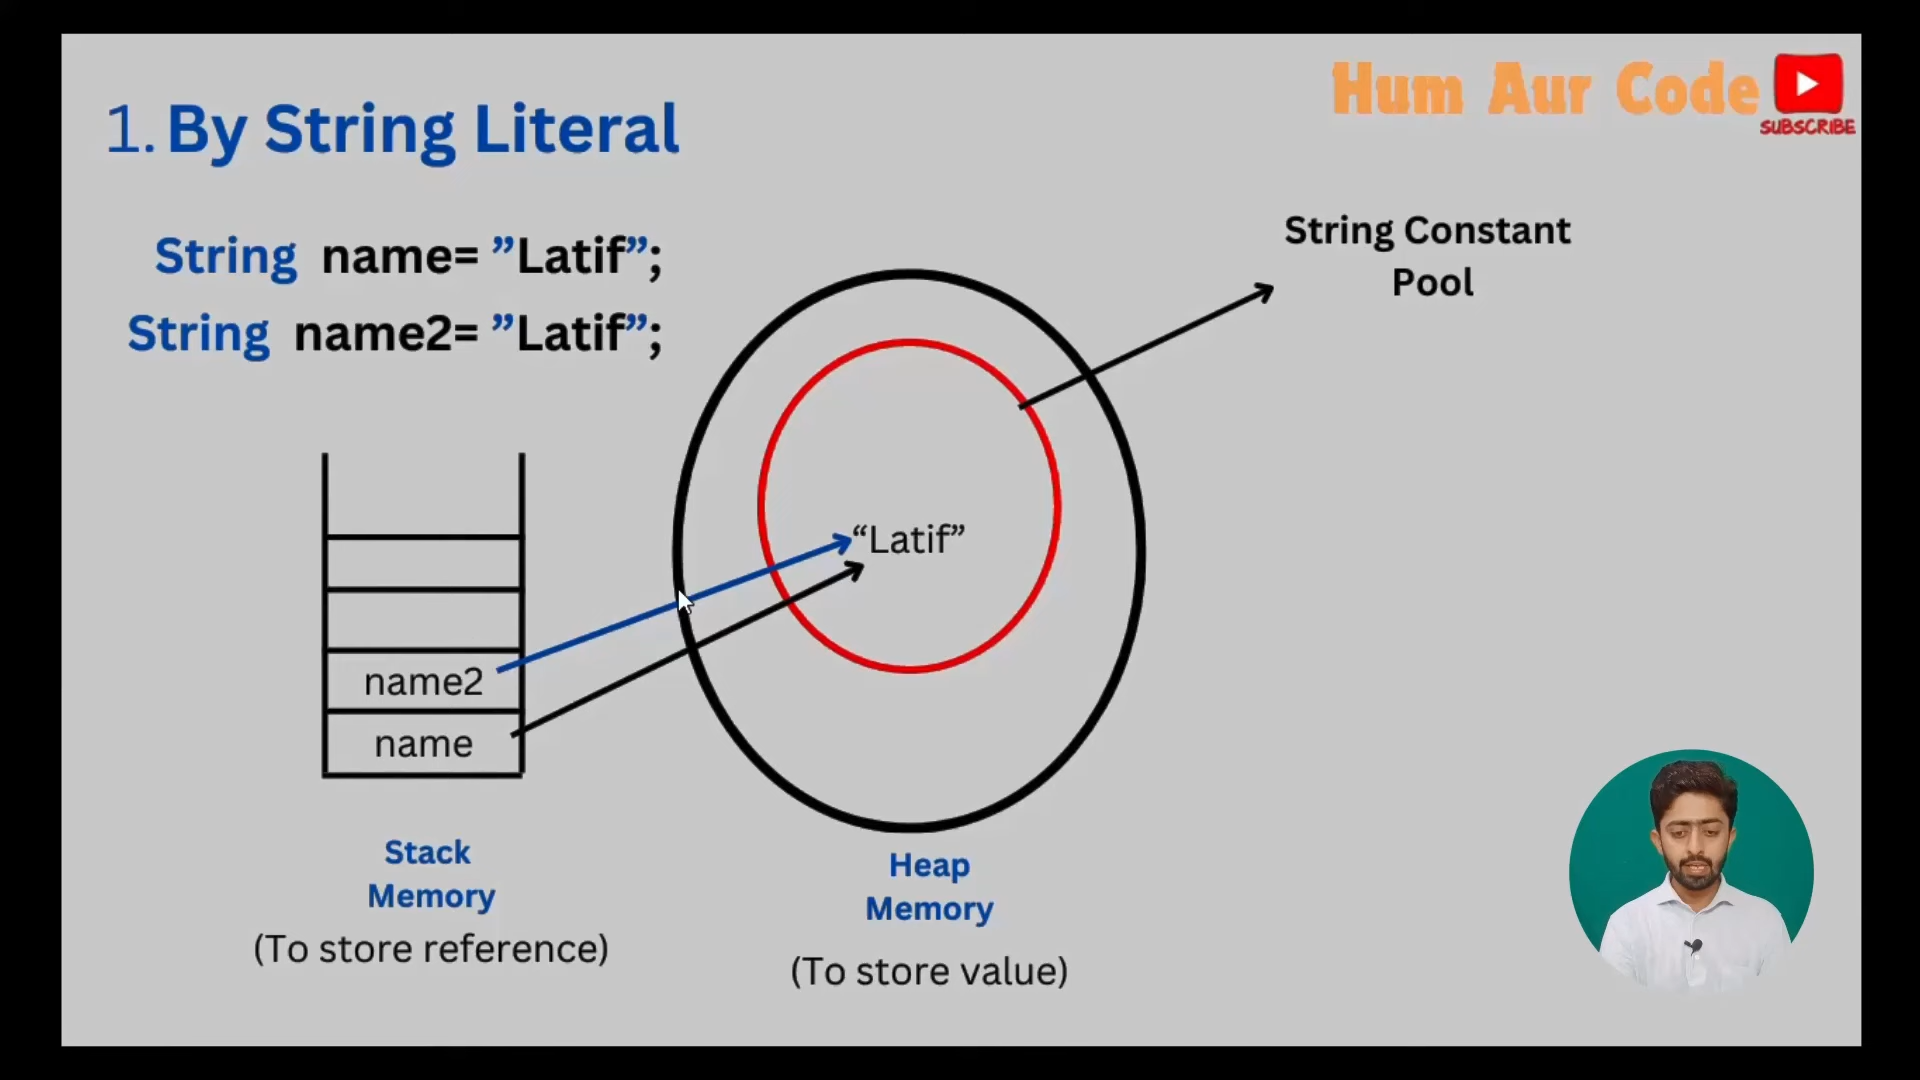 Hum Aur Code
SUBSCRIBE
1. By String Literal
String name= ”Latif”;
String name2= ”Latif”;
String Constant
Pool
“Latif”
name2
name
Stack
Memory
(To store reference)
Heap
Memory
(To store value)